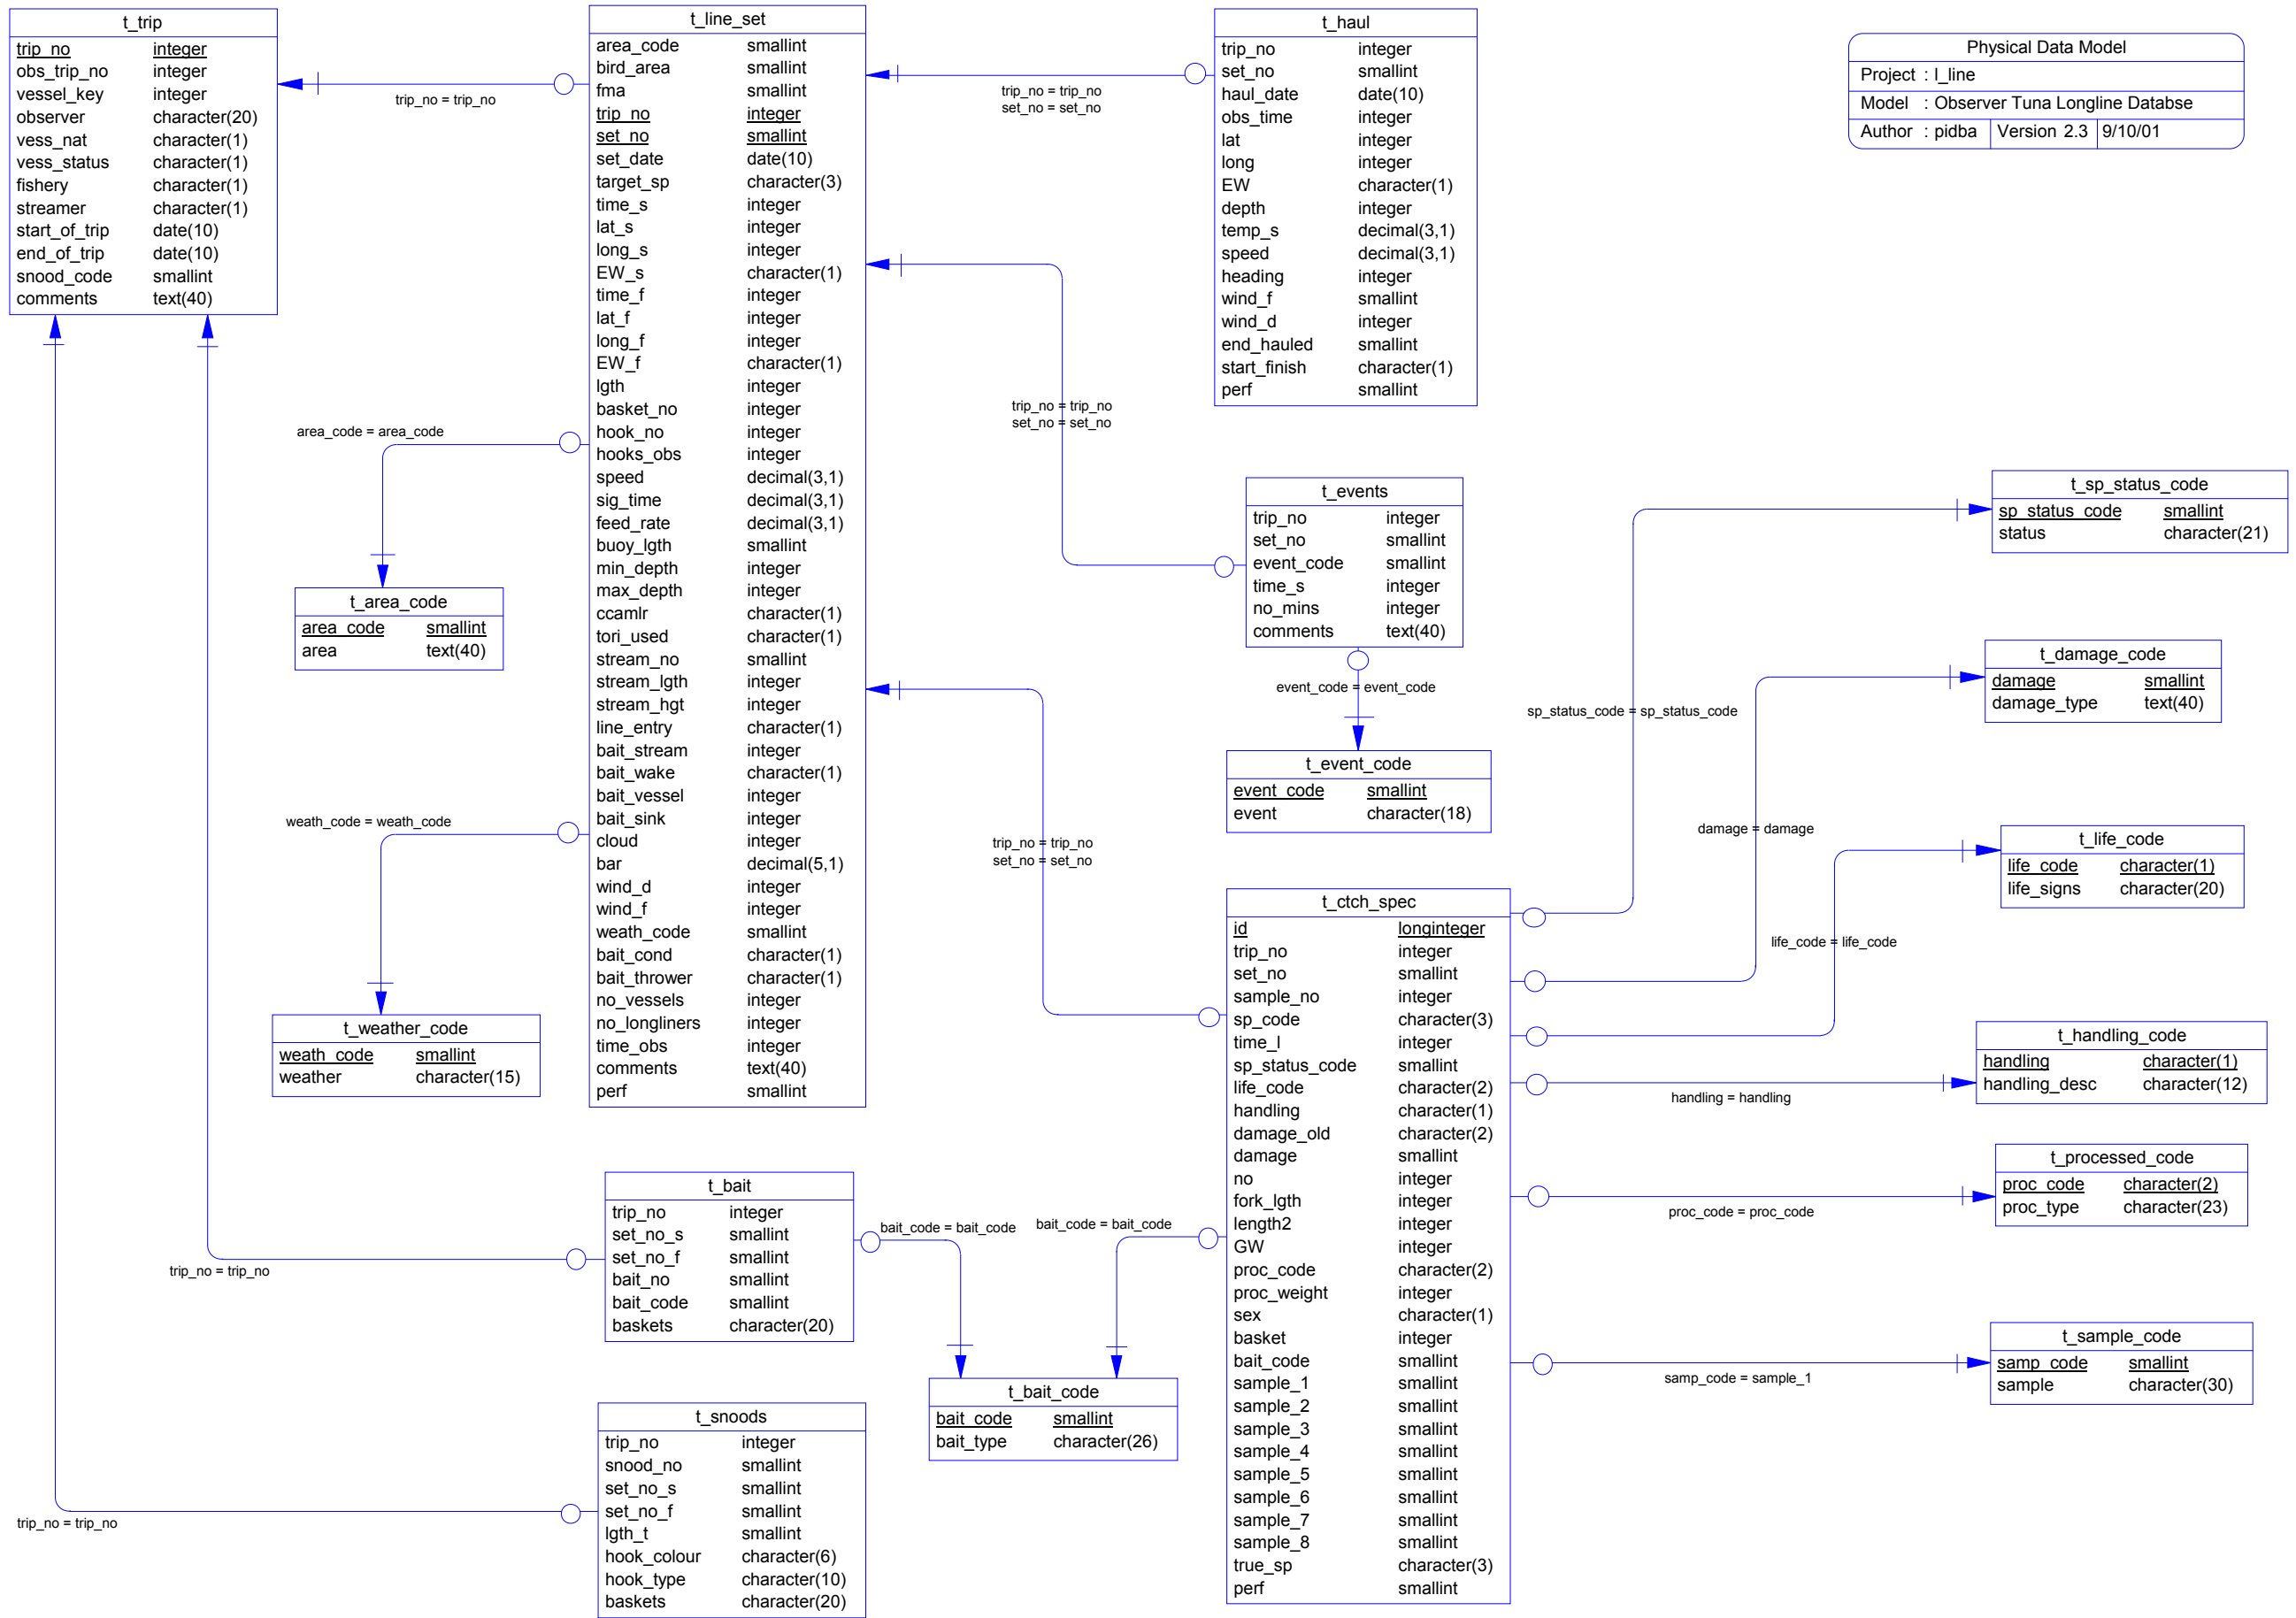 t_trip
trip_no integer
obs_trip_no integer
vessel_key integer
observer character(20)
vess_nat character(1)
vess_status character(1)
fishery character(1)
streamer character(1)
start_of_trip date(10)
end_of_trip date(10)
snood_code smallint
comments text(40)
trip_no = trip_no
t_line_set
area_code smallint
bird_area smallint
fma smallint
trip_no integer
set_no smallint
set_date date(10)
target_sp character(3)
time_s integer
lat_s integer
long_s integer
EW_s character(1)
time_f integer
lat_f integer
long_f integer
EW_f character(1)
lgth integer
basket_no integer
hook_no integer
hooks_obs integer
speed decimal(3,1)
sig_time decimal(3,1)
feed_rate decimal(3,1)
buoy_lgth smallint
min_depth integer
max_depth integer
ccamlr character(1)
tori_used character(1)
stream_no smallint
stream_lgth integer
stream_hgt integer
line_entry character(1)
bait_stream integer
bait_wake character(1)
bait_vessel integer
bait_sink integer
cloud integer
bar decimal(5,1)
wind_d integer
wind_f integer
weath_code smallint
bait_cond character(1)
bait_thrower character(1)
no_vessels integer
no_longliners integer
time_obs integer
comments text(40)
perf smallint
trip_no = trip_no
set_no = set_no
t_haul
trip_no integer
set_no smallint
haul_date date(10)
obs_time integer
lat integer
long integer
EW character(1)
depth integer
temp_s decimal(3,1)
speed decimal(3,1)
heading integer
wind_f smallint
wind_d integer
end_hauled smallint
start_finish character(1)
perf smallint
Physical Data Model
Project : l_line
Model : Observer Tuna Longline Databse
Author : pidba Version 2.3 9/10/01
trip_no = trip_no
set_no = set_no
area_code = area_code
t_area_code
area_code smallint
area text(40)
t_events
trip_no integer
set_no smallint
event_code smallint
time_s integer
no_mins integer
comments text(40)
event_code = event_code
t_event_code
event_code smallint
event character(18)
t_sp_status_code
sp_status_code smallint
status character(21)
sp_status_code = sp_status_code
t_damage_code
damage smallint
damage_type text(40)
damage = damage
t_life_code
life_code character(1)
life_signs character(20)
life_code = life_code
weath_code = weath_code
t_weather_code
weath_code smallint
weather character(15)
trip_no = trip_no
set_no = set_no
t_ctch_spec
id longinteger
trip_no integer
set_no smallint
sample_no integer
sp_code character(3)
time_l integer
sp_status_code smallint
life_code character(2)
handling character(1)
damage_old character(2)
damage smallint
no integer
fork_lgth integer
length2 integer
GW integer
proc_code character(2)
proc_weight integer
sex character(1)
basket integer
bait_code smallint
sample_1 smallint
sample_2 smallint
sample_3 smallint
sample_4 smallint
sample_5 smallint
sample_6 smallint
sample_7 smallint
sample_8 smallint
true_sp character(3)
perf smallint
t_handling_code
handling character(1)
handling_desc character(12)
handling = handling
t_processed_code
proc_code character(2)
proc_type character(23)
proc_code = proc_code
t_sample_code
samp_code smallint
sample character(30)
samp_code = sample_1
t_bait
trip_no integer
set_no_s smallint
set_no_f smallint
bait_no smallint
bait_code smallint
baskets character(20)
trip_no = trip_no
bait_code = bait_code
bait_code = bait_code
t_bait_code
bait_code smallint
bait_type character(26)
t_snoods
trip_no integer
snood_no smallint
set_no_s smallint
set_no_f smallint
lgth_t smallint
hook_colour character(6)
hook_type character(10)
baskets character(20)
trip_no = trip_no